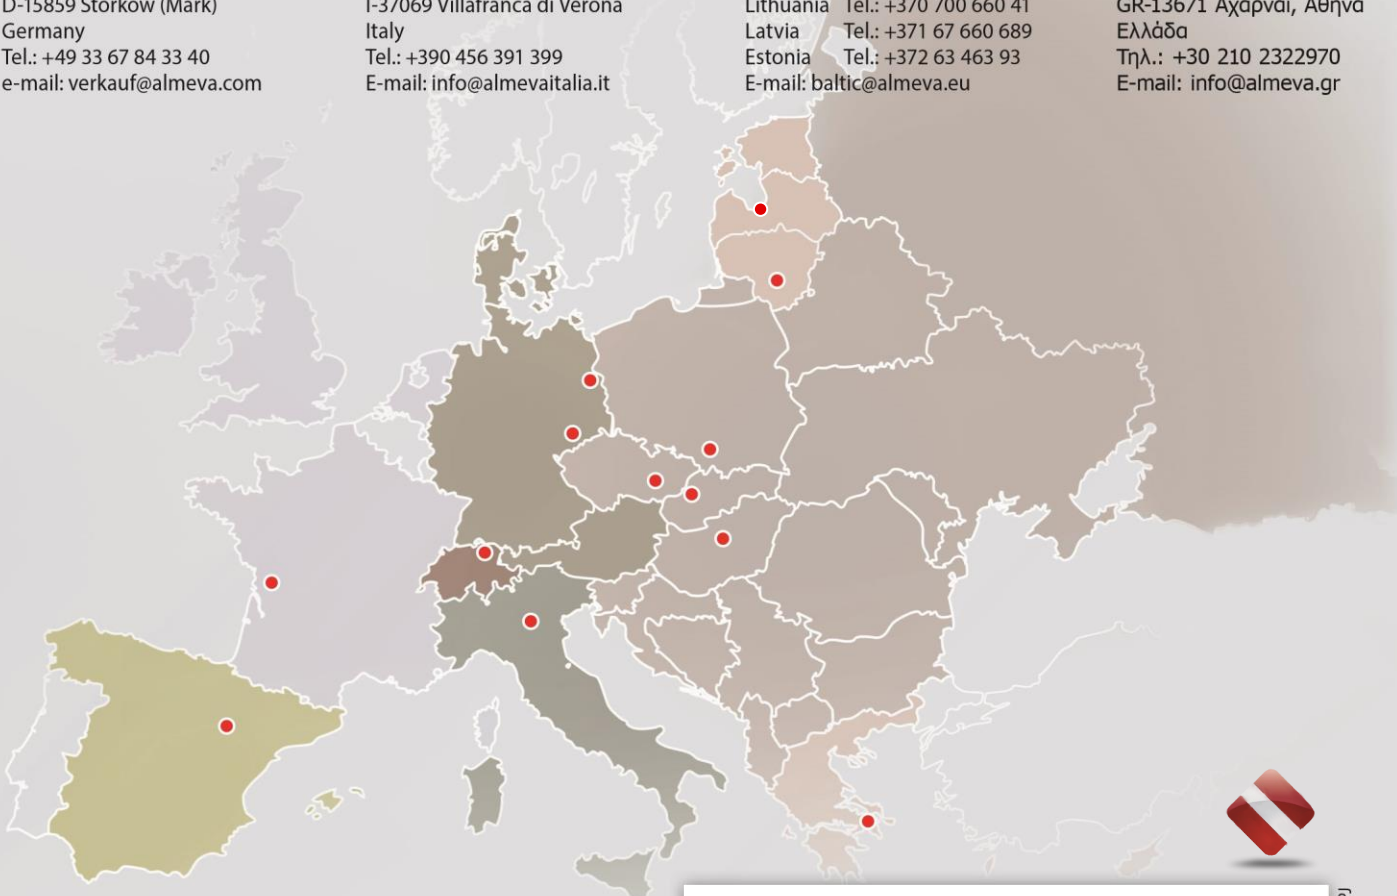 D-15859 Storkow (Mark)
Germany
Tel.: +49 33 67 84 33 40
e-mail: verkauf@almeva.com
I-37069 Villafranca di Verona
Italy
Tel.: +390 456 391 399
E-mail: info@almevaitalia.it
Lithuania Tel.: +370 700 660 41
Latvia Tel.: +371 67 660 689
Estonia Tel.: +372 63 463 93
E-mail: baltic@almeva.eu
GR-13671 Αχαρναί, Αθήνα
Ελλάδα
Τηλ.: +30 210 2322970
E-mail: info@almeva.gr